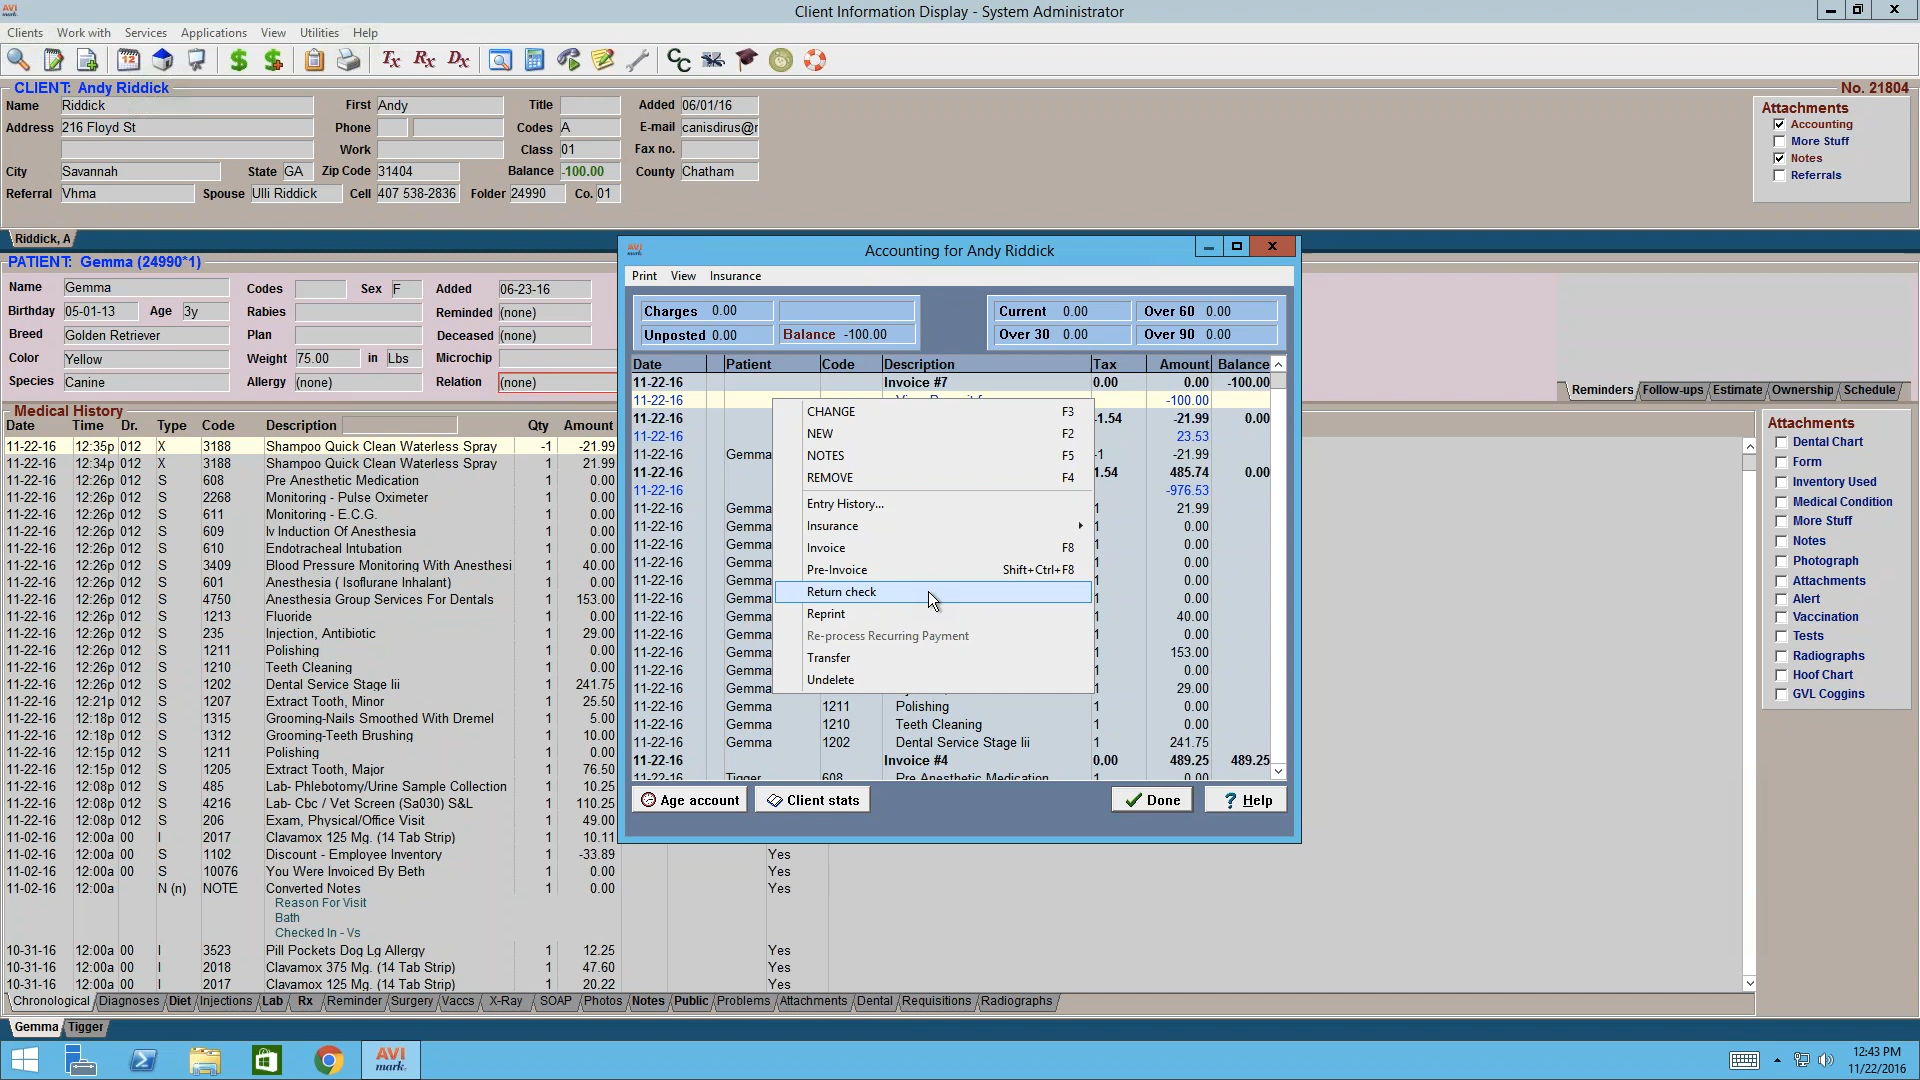 AVI mark
Client Information Display - System Administrator
Clients Work with Services Applications View Utilities Help
Tx Rx Dx CC
CLIENT: Andy Riddick No. 21804
Name Riddick First Andy Title Added 06/01/16
Address 216 Floyd St Phone Codes A E-mail canisdirus@r
Work Class 01 Fax no.
City Savannah State GA Zip Code 31404 Balance -100.00 County Chatham
Referral Vhma Spouse Ulli Riddick Cell 407 538-2836 Folder 24990 Co. 01
Attachments
Accounting
More Stuff
Notes
Referrals
Riddick, A
PATIENT: Gemma (24990*1)
Name Gemma Codes Sex F Added 06-23-16
Birthday 05-01-13 Age 3y Rabies Reminded (none)
Breed Golden Retriever Plan Deceased (none)
Color Yellow Weight 75.00 in Lbs Microchip
Species Canine Allergy (none) Relation (none)
Reminders Follow-ups Estimate Ownership Schedule
Medical History
Date Time Dr. Type Code Description Qty Amount
11-22-16 12:35p 012 X 3188 Shampoo Quick Clean Waterless Spray -1 -21.99
11-22-16 12:34p 012 X 3188 Shampoo Quick Clean Waterless Spray 1 21.99
11-22-16 12:26p 012 S 608 Pre Anesthetic Medication 1 0.00
11-22-16 12:26p 012 S 2268 Monitoring - Pulse Oximeter 1 0.00
11-22-16 12:26p 012 S 611 Monitoring - E.C.G. 1 0.00
11-22-16 12:26p 012 S 609 Iv Induction Of Anesthesia 1 0.00
11-22-16 12:26p 012 S 610 Endotracheal Intubation 1 0.00
11-22-16 12:26p 012 S 3409 Blood Pressure Monitoring With Anesthesi 1 40.00
11-22-16 12:26p 012 S 601 Anesthesia ( Isoflurane Inhalant) 1 0.00
11-22-16 12:26p 012 S 4750 Anesthesia Group Services For Dentals 1 153.00
11-22-16 12:26p 012 S 1213 Fluoride 1 0.00
11-22-16 12:26p 012 S 235 Injection, Antibiotic 1 29.00
11-22-16 12:26p 012 S 1211 Polishing 1 0.00
11-22-16 12:26p 012 S 1210 Teeth Cleaning 1 0.00
11-22-16 12:26p 012 S 1202 Dental Service Stage Iii 1 241.75
11-22-16 12:21p 012 S 1207 Extract Tooth, Minor 1 25.50
11-22-16 12:18p 012 S 1315 Grooming-Nails Smoothed With Dremel 1 5.00
11-22-16 12:18p 012 S 1312 Grooming-Teeth Brushing 1 10.00
11-22-16 12:15p 012 S 1211 Polishing 1 0.00
11-22-16 12:15p 012 S 1205 Extract Tooth, Major 1 76.50
11-22-16 12:08p 012 S 485 Lab- Phlebotomy/Urine Sample Collection 1 10.25
11-22-16 12:08p 012 S 4216 Lab- Cbc / Vet Screen (Sa030) S&L 1 110.25
11-22-16 12:08p 012 S 206 Exam, Physical/Office Visit 1 49.00
11-02-16 12:00a 00 I 2017 Clavamox 125 Mg. (14 Tab Strip) 1 10.11
11-02-16 12:00a 00 S 1102 Discount - Employee Inventory 1 -33.89 Yes
11-02-16 12:00a 00 S 10076 You Were Invoiced By Beth 1 0.00 Yes
11-02-16 12:00a N (n) NOTE Converted Notes 1 0.00 Yes
Reason For Visit
Bath
Checked In - Vs
10-31-16 12:00a 00 I 3523 Pill Pockets Dog Lg Allergy 1 12.25 Yes
10-31-16 12:00a 00 I 2018 Clavamox 375 Mg. (14 Tab Strip) 1 47.60 Yes
10-31-16 12:00a 00 I 2017 Clavamox 125 Mg. (14 Tab Strip) 1 20.22 Yes
Chronological Diagnoses Diet Injections Lab Rx Reminder Surgery Vaccs X-Ray SOAP Photos Notes Public Problems Attachments Dental Requisitions Radiographs
Gemma Tigger
AVI mark
Accounting for Andy Riddick
Print View Insurance
Charges 0.00 Current 0.00 Over 60 0.00
Unposted 0.00 Balance -100.00 Over 30 0.00 Over 90 0.00
Date Patient Code Description Tax Amount Balance
11-22-16 Invoice #7 0.00 0.00 -100.00
11-22-16 -100.00
11-22-16 -1.54 -21.99 0.00
11-22-16 23.53
11-22-16 Gemma -1 -21.99
11-22-16 1.54 485.74 0.00
11-22-16 -976.53
11-22-16 Gemma 1 21.99
11-22-16 Gemma 1 0.00
11-22-16 Gemma 1 0.00
11-22-16 Gemma 1 0.00
11-22-16 Gemma 1 0.00
11-22-16 Gemma 1 0.00
11-22-16 Gemma 1 40.00
11-22-16 Gemma 1 0.00
11-22-16 Gemma 1 153.00
11-22-16 Gemma 1 0.00
11-22-16 Gemma 1 29.00
11-22-16 Gemma 1211 Polishing 1 0.00
11-22-16 Gemma 1210 Teeth Cleaning 1 0.00
11-22-16 Gemma 1202 Dental Service Stage Iii 1 241.75
11-22-16 Invoice #4 0.00 489.25 489.25
11-22-16 Tigger 608 Pre Anesthetic Medication 1 0.00
CHANGE F3
NEW F2
NOTES F5
REMOVE F4
Entry History...
Insurance
Invoice F8
Pre-Invoice Shift+Ctrl+F8
Return check
Reprint
Re-process Recurring Payment
Transfer
Undelete
Age account Client stats Done Help
Attachments
Dental Chart
Form
Inventory Used
Medical Condition
More Stuff
Notes
Photograph
Attachments
Alert
Vaccination
Tests
Radiographs
Hoof Chart
GVL Coggins
AVI mark
12:43 PM
11/22/2016